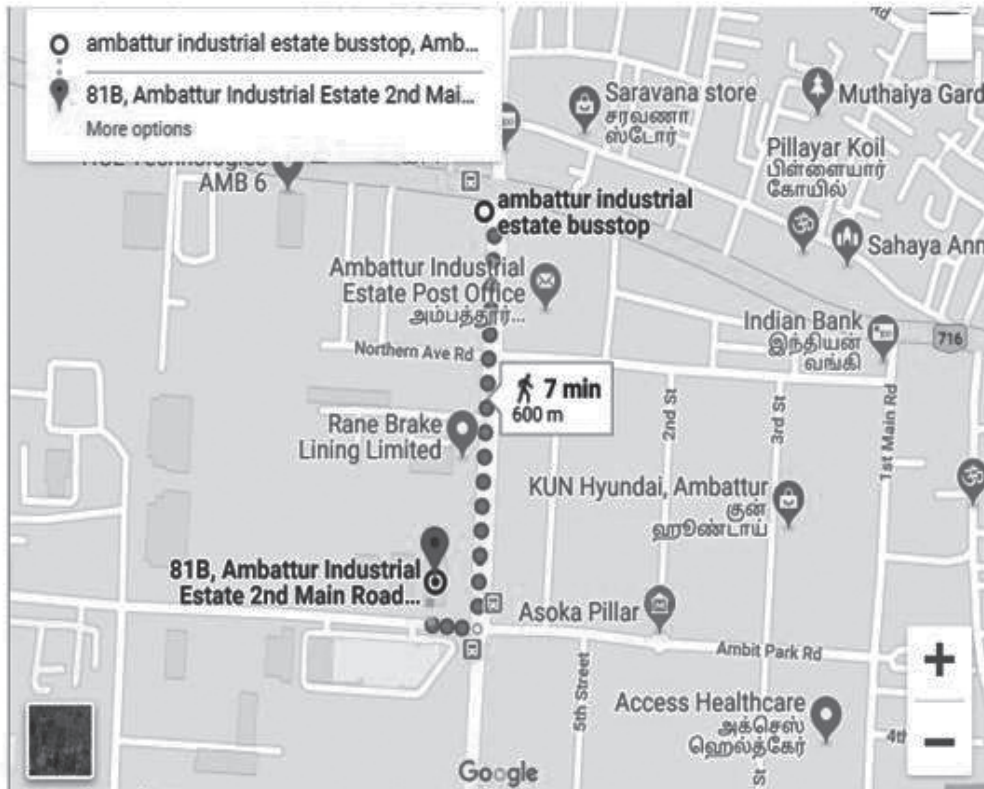 ambattur industrial estate busstop, Amb...
81B, Ambattur Industrial Estate 2nd Mai...
More options
Rd
AMB 6
Saravana store
சரவணா
ஸ்டோர்
Muthaiya Gard
Pillayar Koil
பிள்ளையார்
கோயில்
Sahaya Ann
ambattur industrial
estate busstop
Ambattur Industrial
Estate Post Office
அம்பத்தூர்...
Northern Ave Rd
Indian Bank
இந்தியன்
வங்கி
716
7 min
600 m
Rane Brake
Lining Limited
2nd St
3rd St
1st Main Rd
KUN Hyundai, Ambattur
குன்
ஹூண்டாய்
81B, Ambattur Industrial
Estate 2nd Main Road...
Asoka Pillar
Ambit Park Rd
5th Street
Access Healthcare
அக்செஸ்
ஹெல்த்கேர்
St
4th
Google
+
−